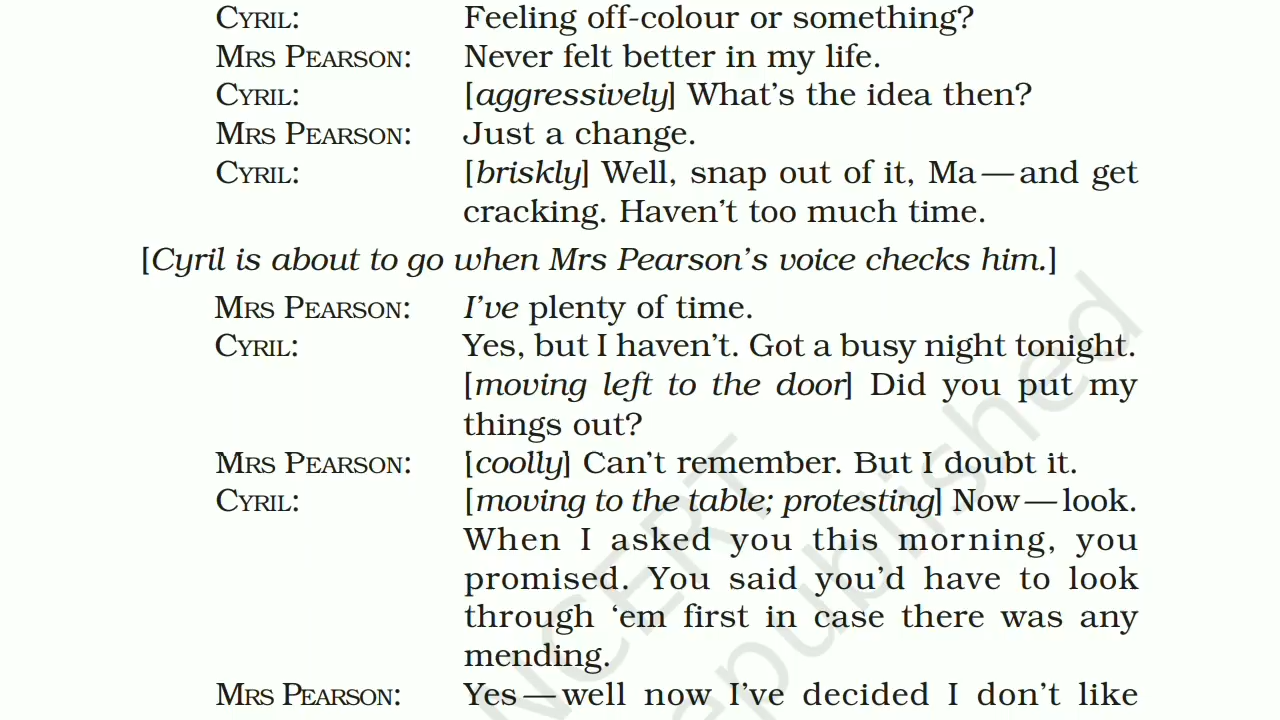 CYRIL: Feeling off-colour or something?
MRS PEARSON: Never felt better in my life.
CYRIL: [aggressively] What's the idea then?
MRS PEARSON: Just a change.
CYRIL: [briskly] Well, snap out of it, Ma — and get
cracking. Haven't too much time.
[Cyril is about to go when Mrs Pearson's voice checks him.]
MRS PEARSON: I've plenty of time.
CYRIL: Yes, but I haven't. Got a busy night tonight.
[moving left to the door] Did you put my
things out?
MRS PEARSON: [coolly] Can't remember. But I doubt it.
CYRIL: [moving to the table; protesting] Now — look.
When I asked you this morning, you
promised. You said you'd have to look
through ‘em first in case there was any
mending.
MRS PEARSON: Yes — well now I've decided I don't like
NCERT
republished